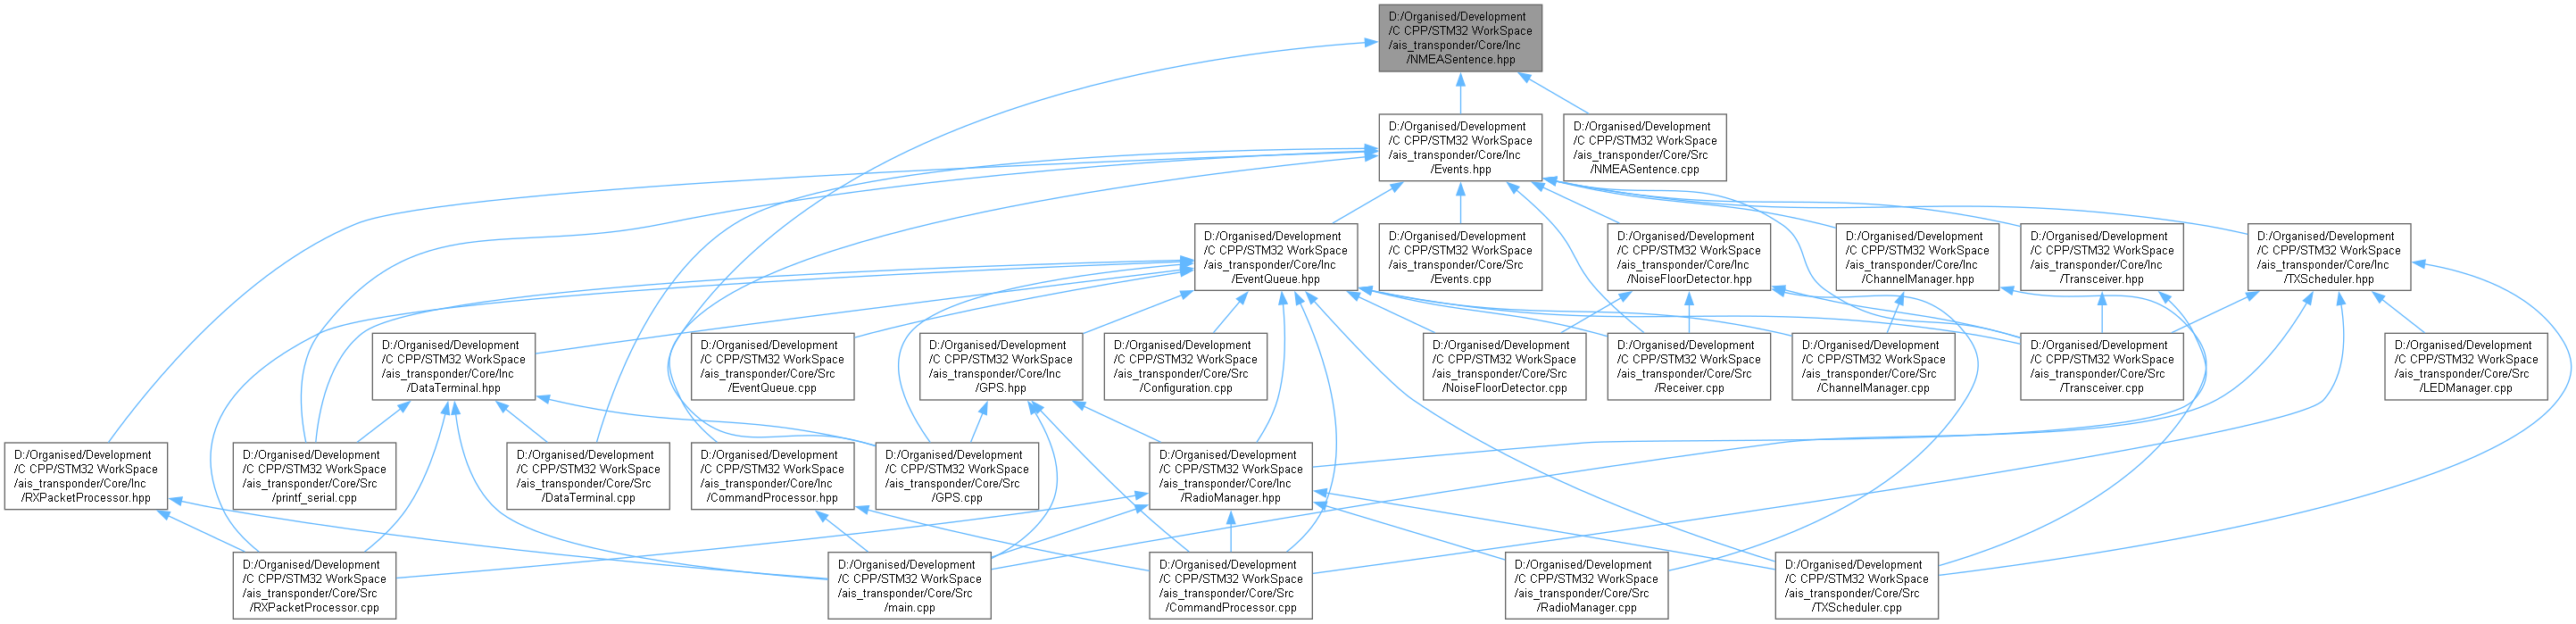 D:/Organised/Development
/C CPP/STM32 WorkSpace
/ais_transponder/Core/Inc
/NMEASentence.hpp
D:/Organised/Development
/C CPP/STM32 WorkSpace
/ais_transponder/Core/Inc
/Events.hpp
D:/Organised/Development
/C CPP/STM32 WorkSpace
/ais_transponder/Core/Src
/NMEASentence.cpp
D:/Organised/Development
/C CPP/STM32 WorkSpace
/ais_transponder/Core/Inc
/EventQueue.hpp
D:/Organised/Development
/C CPP/STM32 WorkSpace
/ais_transponder/Core/Src
/Events.cpp
D:/Organised/Development
/C CPP/STM32 WorkSpace
/ais_transponder/Core/Inc
/NoiseFloorDetector.hpp
D:/Organised/Development
/C CPP/STM32 WorkSpace
/ais_transponder/Core/Inc
/ChannelManager.hpp
D:/Organised/Development
/C CPP/STM32 WorkSpace
/ais_transponder/Core/Inc
/Transceiver.hpp
D:/Organised/Development
/C CPP/STM32 WorkSpace
/ais_transponder/Core/Inc
/TXScheduler.hpp
D:/Organised/Development
/C CPP/STM32 WorkSpace
/ais_transponder/Core/Inc
/DataTerminal.hpp
D:/Organised/Development
/C CPP/STM32 WorkSpace
/ais_transponder/Core/Src
/EventQueue.cpp
D:/Organised/Development
/C CPP/STM32 WorkSpace
/ais_transponder/Core/Inc
/GPS.hpp
D:/Organised/Development
/C CPP/STM32 WorkSpace
/ais_transponder/Core/Src
/Configuration.cpp
D:/Organised/Development
/C CPP/STM32 WorkSpace
/ais_transponder/Core/Src
/NoiseFloorDetector.cpp
D:/Organised/Development
/C CPP/STM32 WorkSpace
/ais_transponder/Core/Src
/Receiver.cpp
D:/Organised/Development
/C CPP/STM32 WorkSpace
/ais_transponder/Core/Src
/ChannelManager.cpp
D:/Organised/Development
/C CPP/STM32 WorkSpace
/ais_transponder/Core/Src
/Transceiver.cpp
D:/Organised/Development
/C CPP/STM32 WorkSpace
/ais_transponder/Core/Src
/LEDManager.cpp
D:/Organised/Development
/C CPP/STM32 WorkSpace
/ais_transponder/Core/Inc
/RXPacketProcessor.hpp
D:/Organised/Development
/C CPP/STM32 WorkSpace
/ais_transponder/Core/Src
/printf_serial.cpp
D:/Organised/Development
/C CPP/STM32 WorkSpace
/ais_transponder/Core/Src
/DataTerminal.cpp
D:/Organised/Development
/C CPP/STM32 WorkSpace
/ais_transponder/Core/Inc
/CommandProcessor.hpp
D:/Organised/Development
/C CPP/STM32 WorkSpace
/ais_transponder/Core/Src
/GPS.cpp
D:/Organised/Development
/C CPP/STM32 WorkSpace
/ais_transponder/Core/Inc
/RadioManager.hpp
D:/Organised/Development
/C CPP/STM32 WorkSpace
/ais_transponder/Core/Src
/RXPacketProcessor.cpp
D:/Organised/Development
/C CPP/STM32 WorkSpace
/ais_transponder/Core/Src
/main.cpp
D:/Organised/Development
/C CPP/STM32 WorkSpace
/ais_transponder/Core/Src
/CommandProcessor.cpp
D:/Organised/Development
/C CPP/STM32 WorkSpace
/ais_transponder/Core/Src
/RadioManager.cpp
D:/Organised/Development
/C CPP/STM32 WorkSpace
/ais_transponder/Core/Src
/TXScheduler.cpp